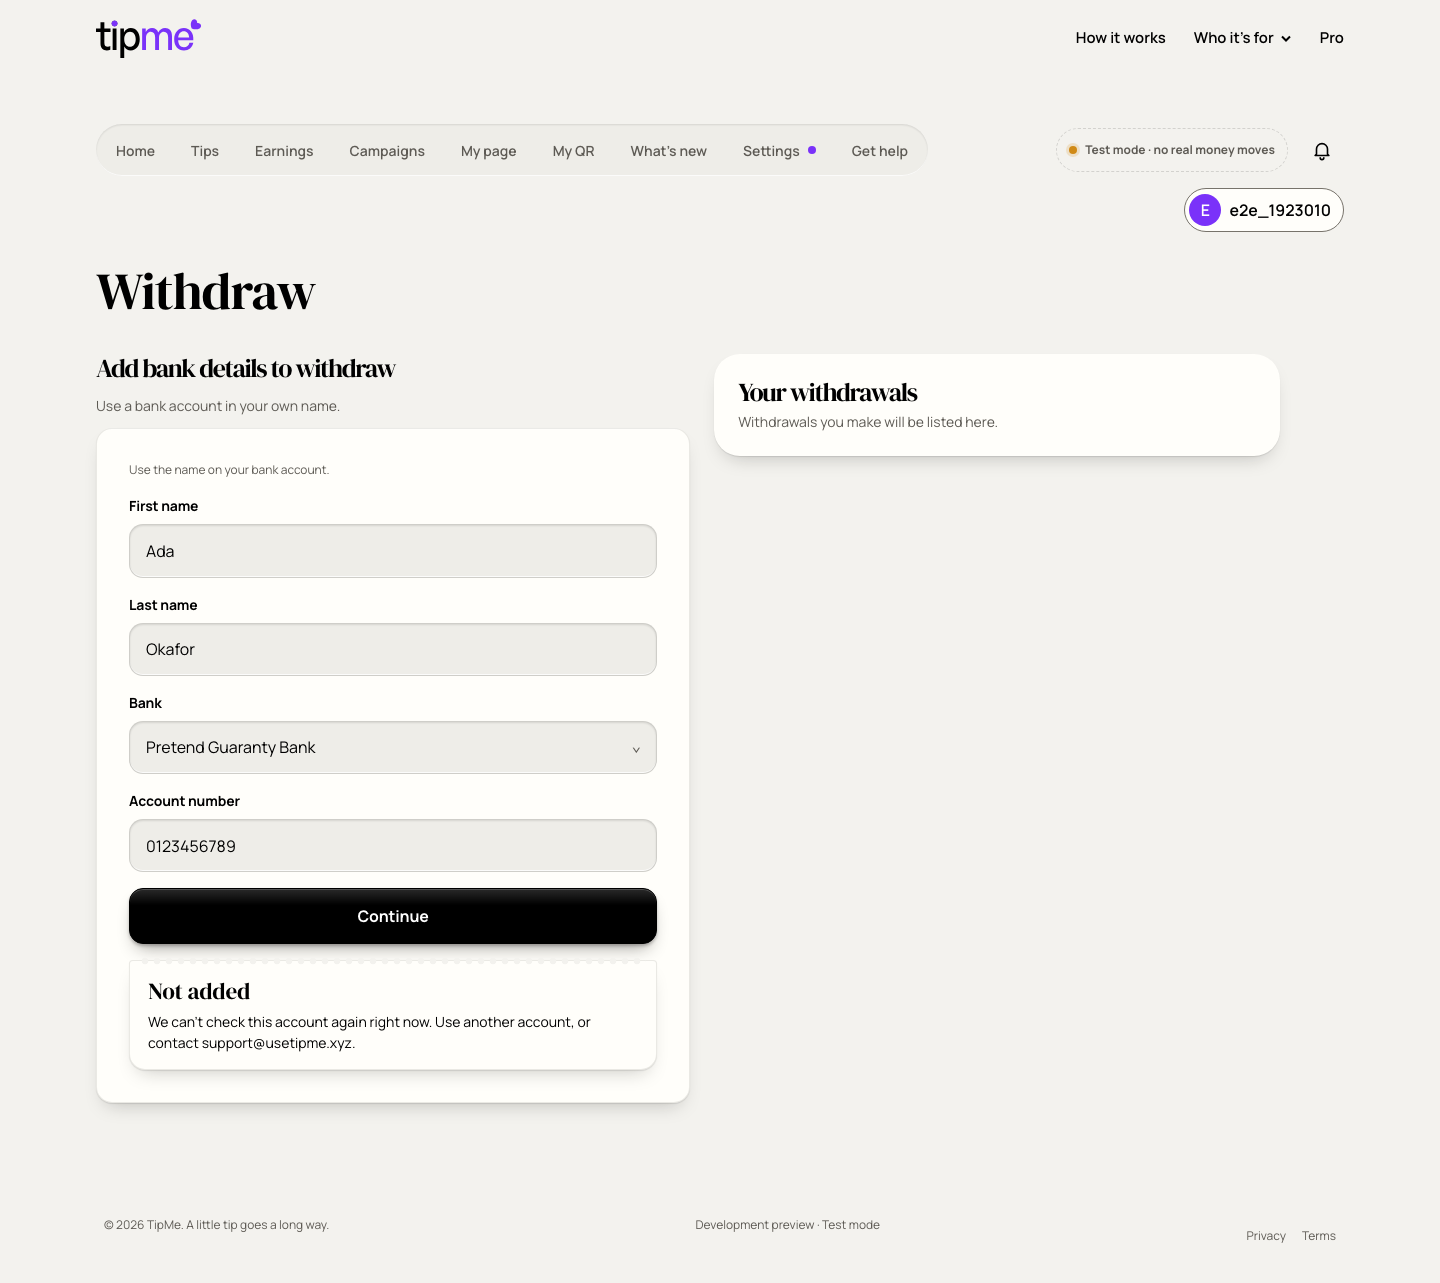 tipme
How it works
Who it's for
Pro
Home
Tips
Earnings
Campaigns
My page
My QR
What's new
Settings
Get help
Test mode · no real money moves
E
e2e_1923010
Withdraw
Add bank details to withdraw
Use a bank account in your own name.
Use the name on your bank account.
First name
Ada
Last name
Okafor
Bank
Pretend Guaranty Bank
Account number
0123456789
Continue
Not added
We can't check this account again right now. Use another account, or
contact support@usetipme.xyz.
Your withdrawals
Withdrawals you make will be listed here.
© 2026 TipMe. A little tip goes a long way.
Development preview · Test mode
Privacy
Terms